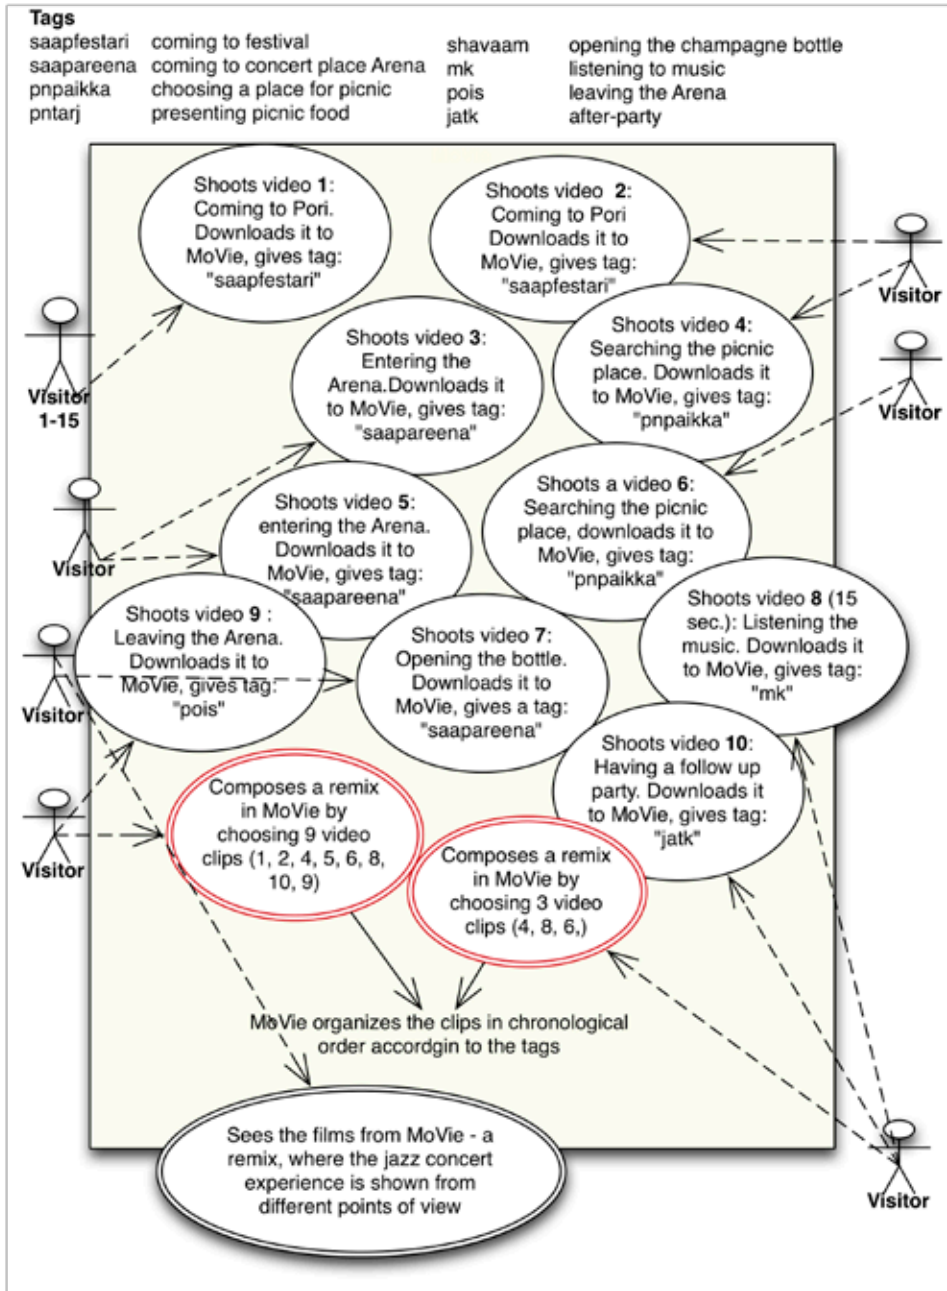 Tags
saapfestari coming to festival
saapareena coming to concert place Arena
pnpaikka choosing a place for picnic
pntarj presenting picnic food
shavaam opening the champagne bottle
mk listening to music
pois leaving the Arena
jatk after-party
Shoots video 1:
Coming to Pori.
Downloads it to
MoVie, gives tag:
"saapfestari"
Shoots video 2:
Coming to Pori
Downloads it to
MoVie, gives tag:
"saapfestari"
Visitor
Visitor
1-15
Shoots video 3:
Entering the
Arena.Downloads it
to MoVie, gives tag:
"saapareena"
Shoots video 4:
Searching the picnic
place. Downloads it
to MoVie, gives tag:
"pnpaikka"
Visitor
Visitor
Shoots video 5:
entering the Arena.
Downloads it to
MoVie, gives tag:
"saapareena"
Shoots a video 6:
Searching the picnic
place, downloads it to
MoVie, gives tag:
"pnpaikka"
Visitor
Shoots video 9 :
Leaving the Arena.
Downloads it to
MoVie, gives tag:
"pois"
Shoots video 7:
Opening the bottle.
Downloads it to
MoVie, gives a tag:
"saapareena"
Shoots video 8 (15
sec.): Listening the
music. Downloads it
to MoVie, gives tag:
"mk"
Visitor
Composes a remix
in MoVie by
choosing 9 video
clips (1, 2, 4, 5, 6, 8,
10, 9)
Composes a remix
in MoVie by
choosing 3 video
clips (4, 8, 6,)
Shoots video 10:
Having a follow up
party. Downloads it
to MoVie, gives tag:
"jatk"
MoVie organizes the clips in chronological
order accordgin to the tags
Sees the films from MoVie - a
remix, where the jazz concert
experience is shown from
different points of view
Visitor